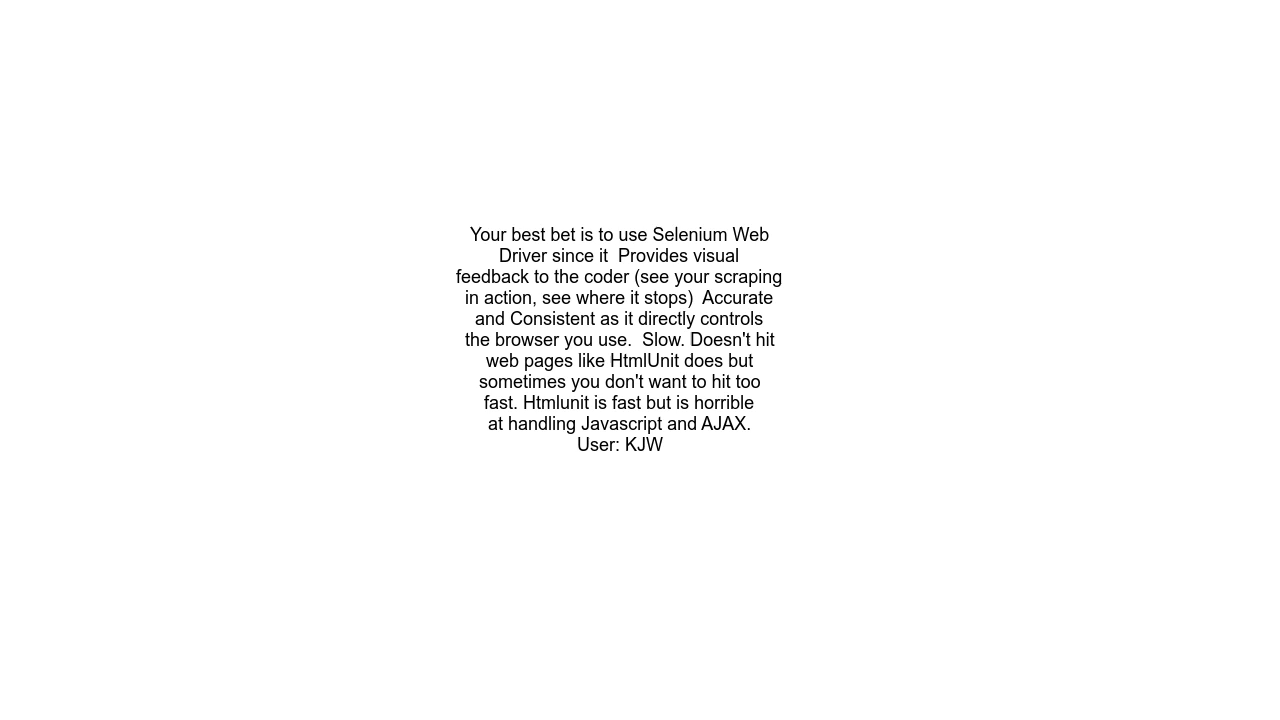 Your best bet is to use Selenium Web
Driver since it  Provides visual
feedback to the coder (see your scraping
in action, see where it stops)  Accurate
and Consistent as it directly controls
the browser you use.  Slow. Doesn't hit
web pages like HtmlUnit does but
sometimes you don't want to hit too
fast. Htmlunit is fast but is horrible
at handling Javascript and AJAX.
User: KJW